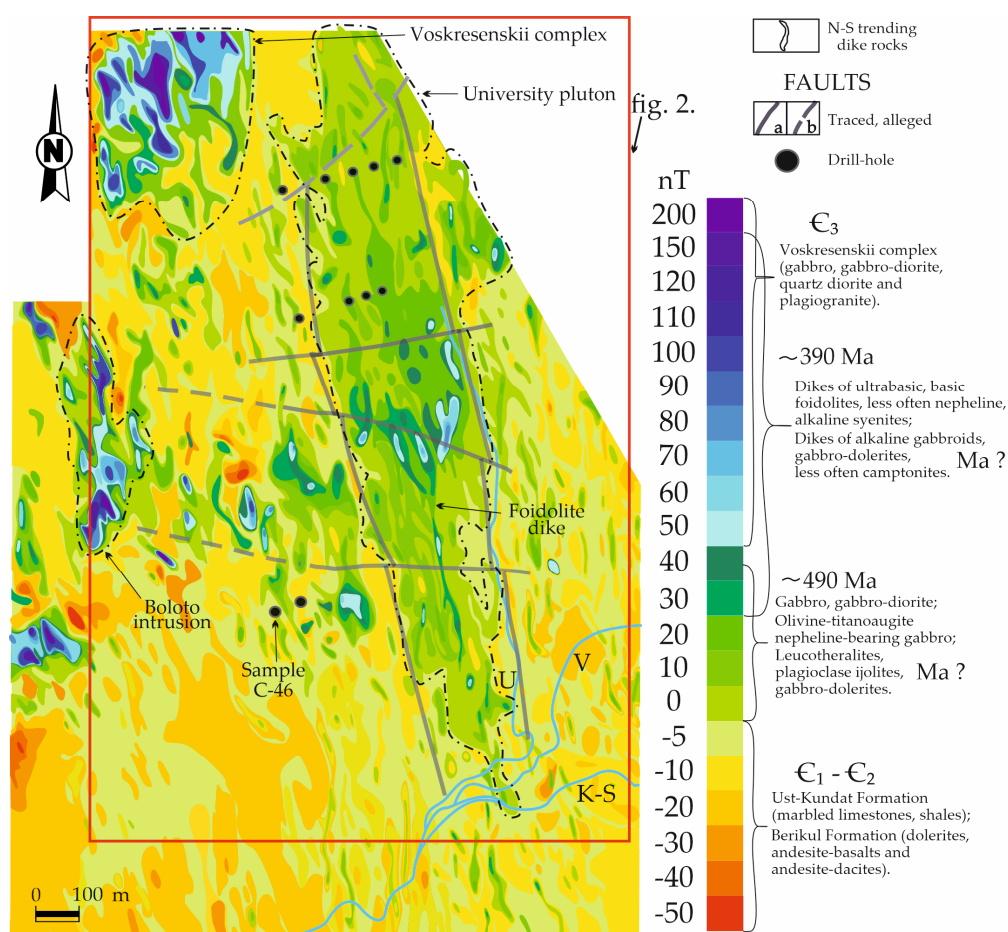 Voskresenskii complex
University pluton
fig. 2.
N
Foidolite
dike
Boloto
intrusion
Sample
C-46
U
V
K-S
0 100 m
N-S trending
dike rocks
FAULTS
a b Traced, alleged
Drill-hole
nT
200
150
120
110
100
90
80
70
60
50
40
30
20
10
0
-5
-10
-20
-30
-40
-50
Є₃
Voskresenskii complex
(gabbro, gabbro-diorite,
quartz diorite and
plagiogranite).
~390 Ma
Dikes of ultrabasic, basic
foidolites, less often nepheline,
alkaline syenites;
Dikes of alkaline gabbroids,
gabbro-dolerites,
less often camptonites.
Ma ?
~490 Ma
Gabbro, gabbro-diorite;
Olivine-titanoaugite
nepheline-bearing gabbro;
Leucotheralites,
plagioclase ijolites,
gabbro-dolerites.
Ma ?
Є₁ - Є₂
Ust-Kundat Formation
(marbled limestones, shales);
Berikul Formation (dolerites,
andesite-basalts and
andesite-dacites).